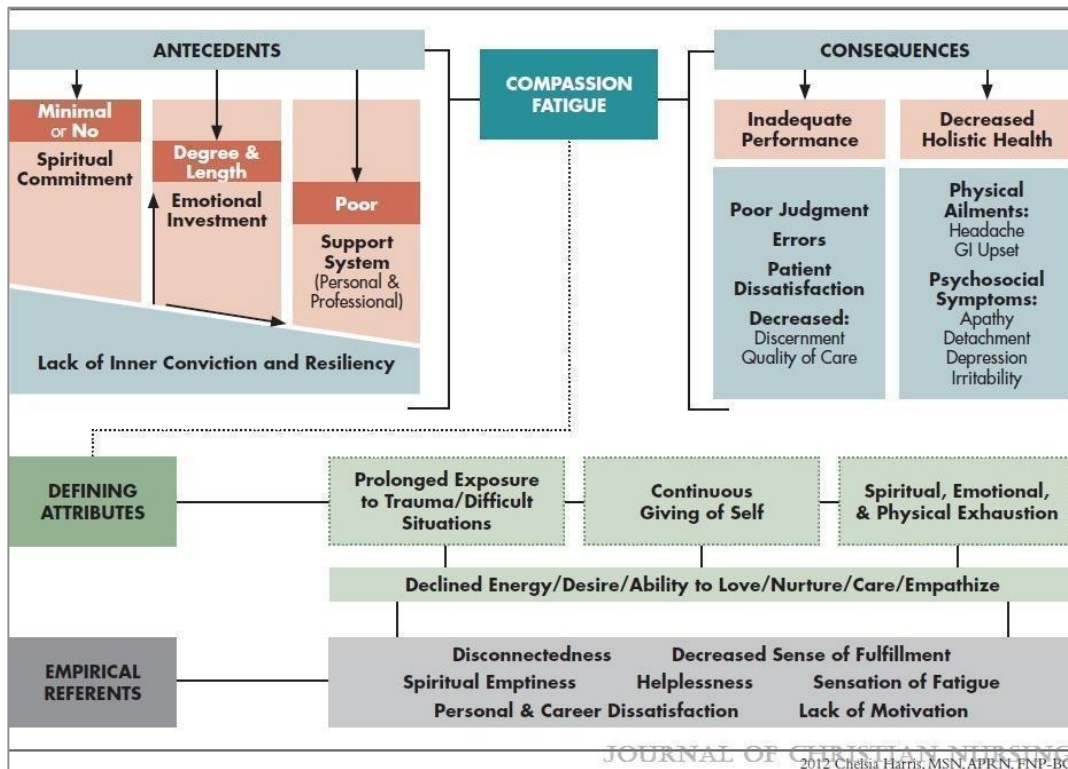 ANTECEDENTS
Minimal
or No
Spiritual
Commitment
Degree &
Length
Emotional
Investment
Poor
Support
System
(Personal &
Professional)
Lack of Inner Conviction and Resiliency
COMPASSION
FATIGUE
CONSEQUENCES
Inadequate
Performance
Poor Judgment
Errors
Patient
Dissatisfaction
Decreased:
Discernment
Quality of Care
Decreased
Holistic Health
Physical
Ailments:
Headache
GI Upset
Psychosocial
Symptoms:
Apathy
Detachment
Depression
Irritability
DEFINING
ATTRIBUTES
Prolonged Exposure
to Trauma/Difficult
Situations
Continuous
Giving of Self
Spiritual, Emotional,
& Physical Exhaustion
Declined Energy/Desire/Ability to Love/Nurture/Care/Empathize
EMPIRICAL
REFERENTS
Disconnectedness Decreased Sense of Fulfillment
Spiritual Emptiness Helplessness Sensation of Fatigue
Personal & Career Dissatisfaction Lack of Motivation
JOURNAL OF CHRISTIAN NURSING
2012 Chelsia Harris, MSN, APRN, FNP-BC